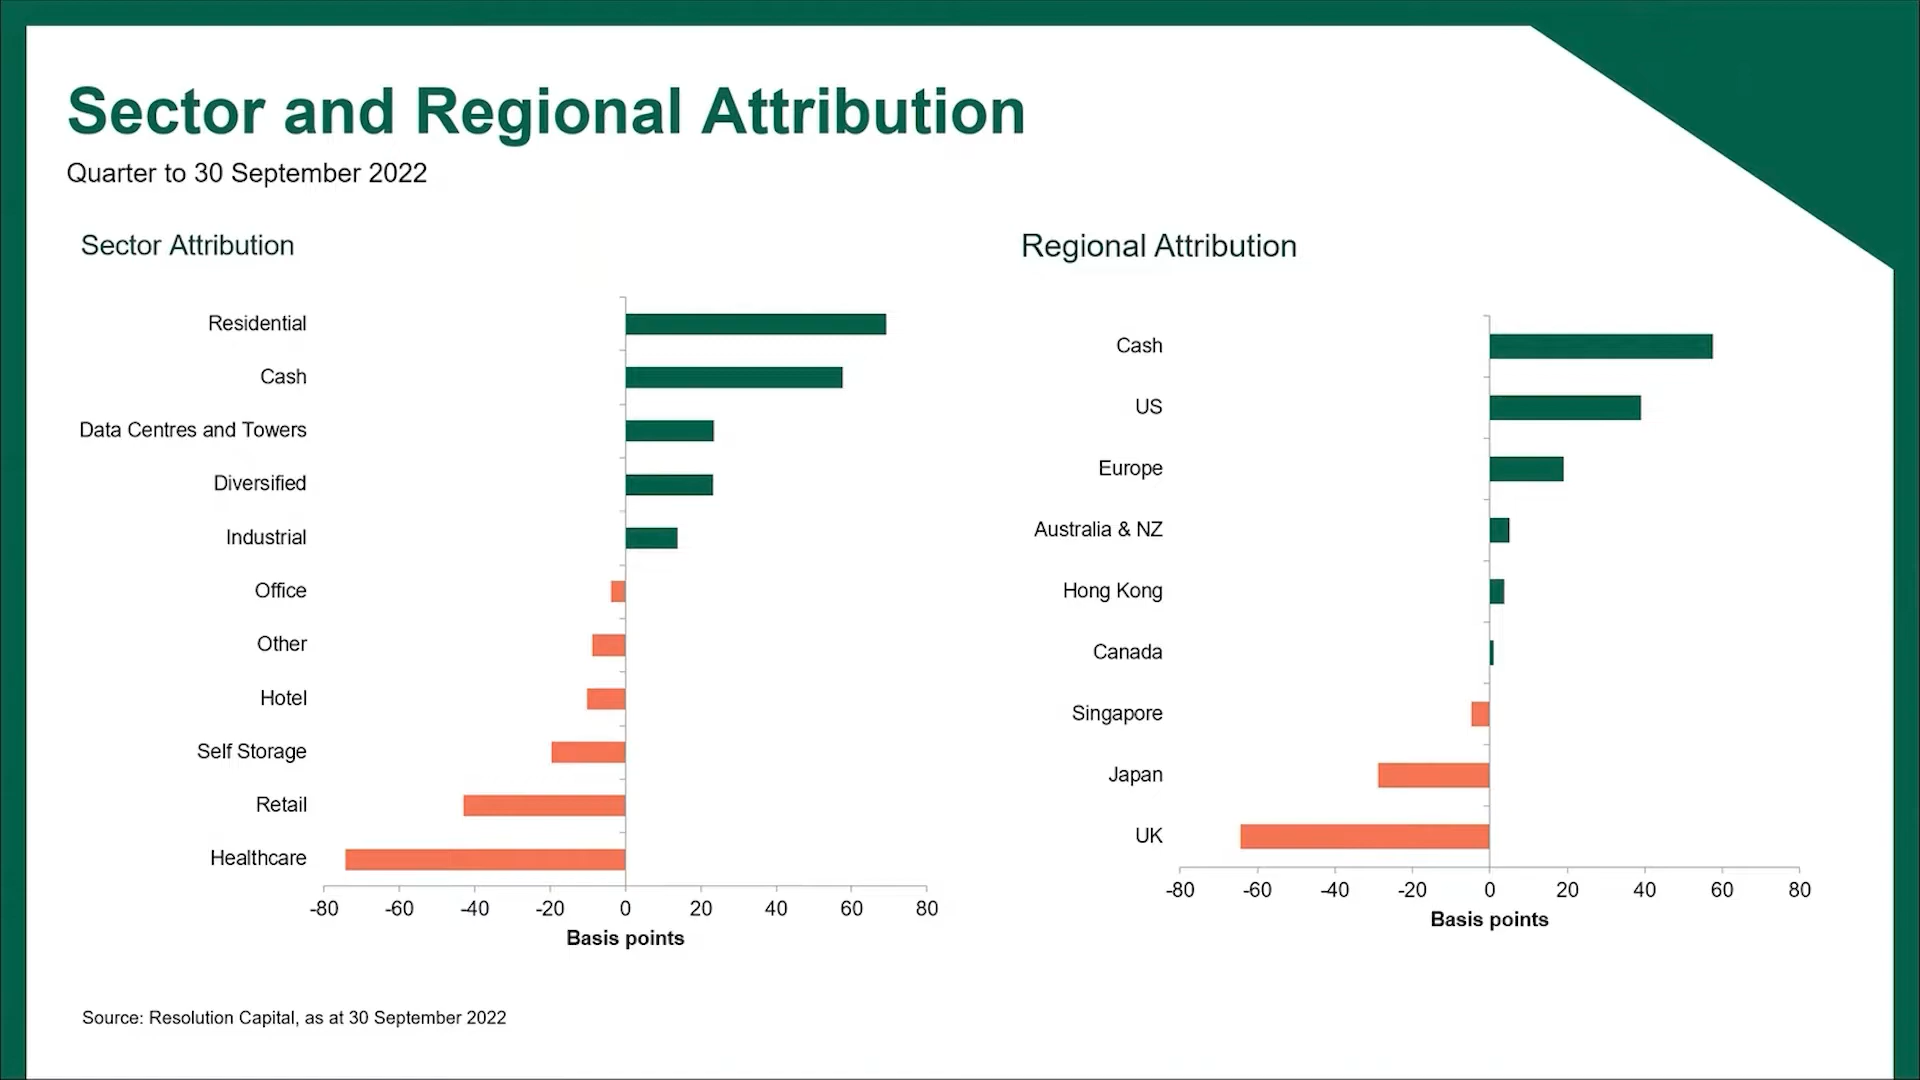 Sector and Regional Attribution
Quarter to 30 September 2022
Sector Attribution
Residential
Cash
Data Centres and Towers
Diversified
Industrial
Office
Other
Hotel
Self Storage
Retail
Healthcare
-80 -60 -40 -20 0 20 40 60 80
Basis points
Regional Attribution
Cash
US
Europe
Australia & NZ
Hong Kong
Canada
Singapore
Japan
UK
-80 -60 -40 -20 0 20 40 60 80
Basis points
Source: Resolution Capital, as at 30 September 2022